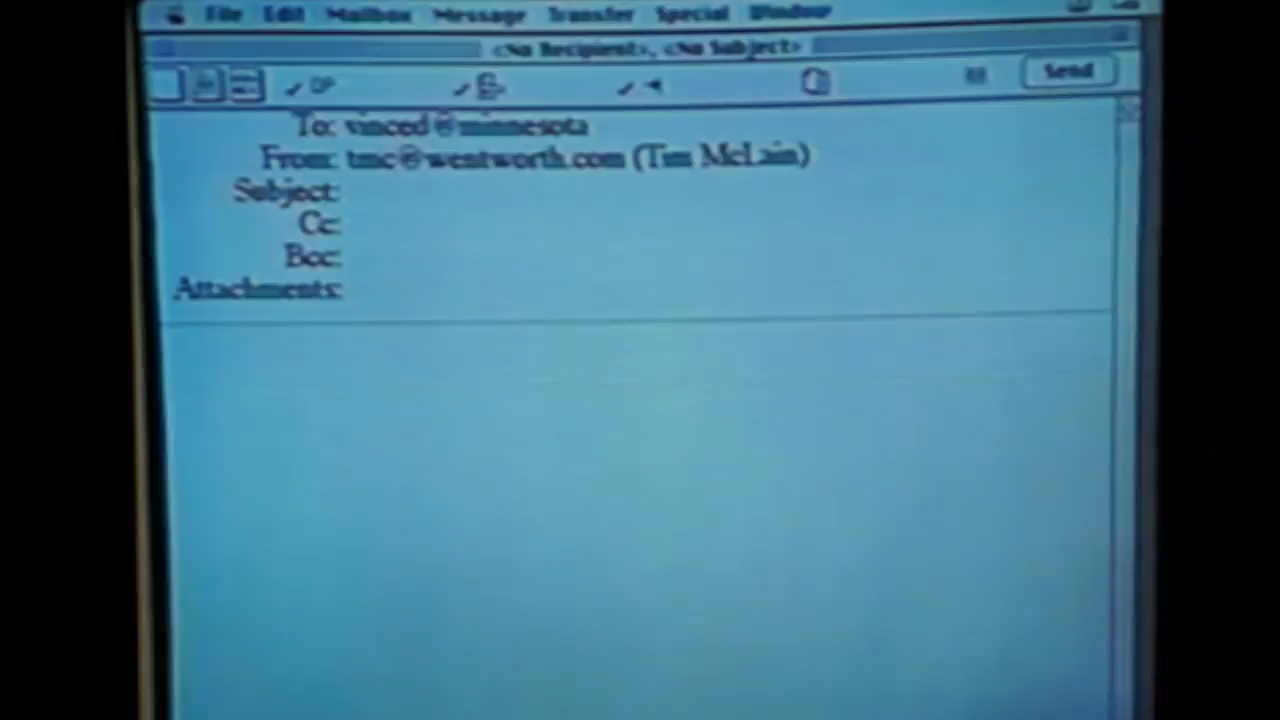 File Edit Mailbox Message Transfer Special Window
<No Recipient>, <No Subject>
Send
To: vinced@minnesota
From: tmc@wentworth.com (Tim McLain)
Subject:
Cc:
Bcc:
Attachments: